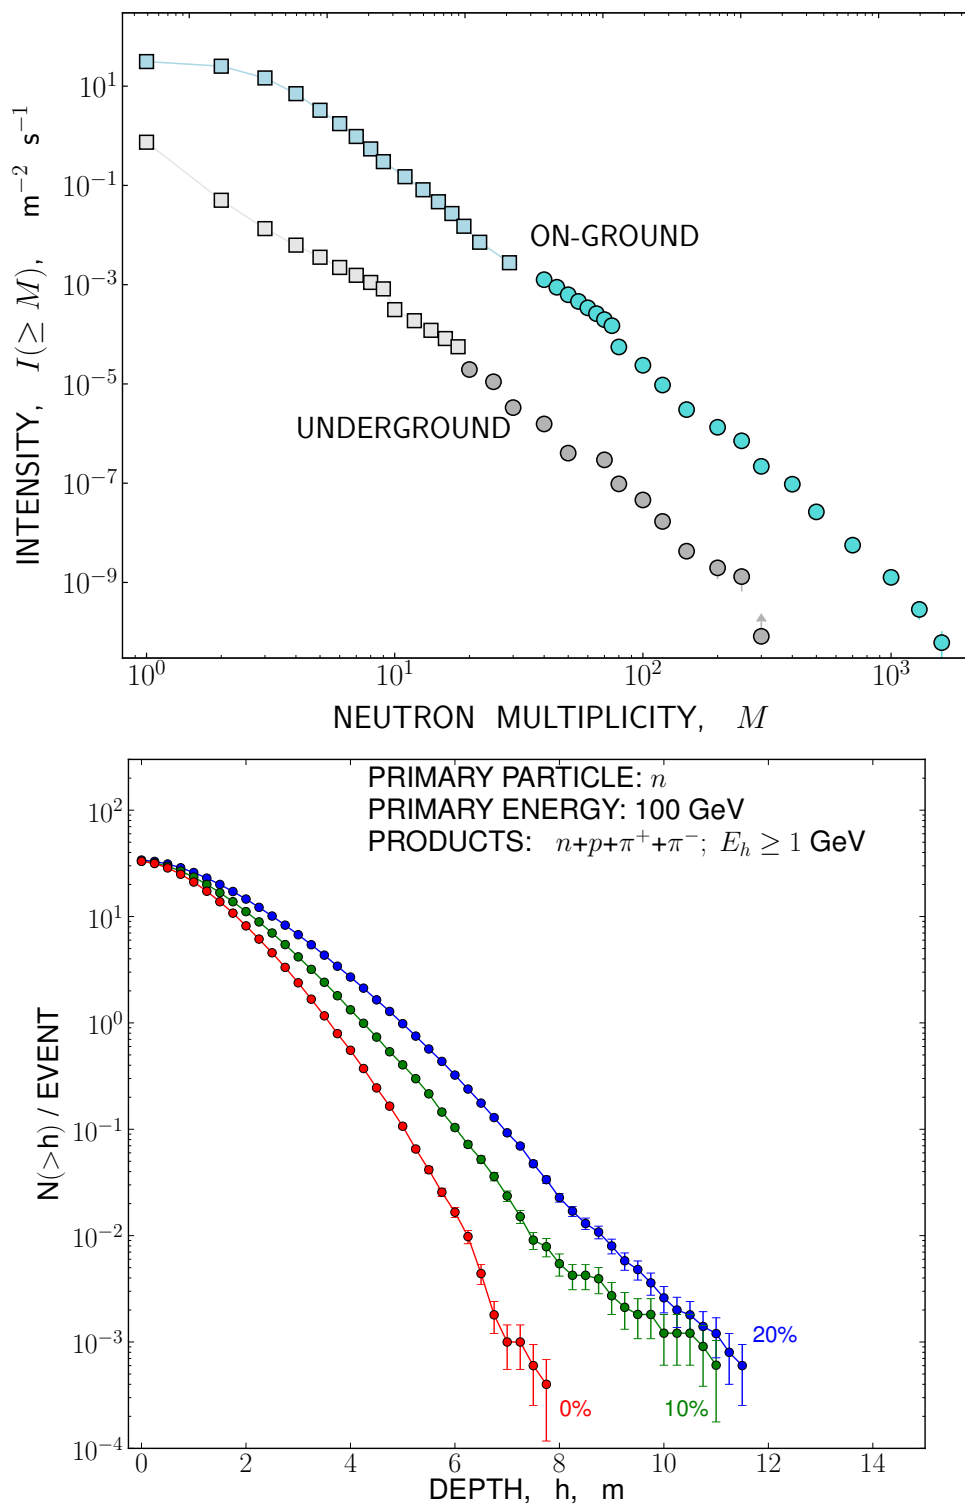 10^1
10^{-1}
10^{-3}
10^{-5}
10^{-7}
10^{-9}
INTENSITY, I(≥ M), m^{-2} s^{-1}
ON-GROUND
UNDERGROUND
10^0 10^1 10^2 10^3
NEUTRON MULTIPLICITY, M
PRIMARY PARTICLE: n
PRIMARY ENERGY: 100 GeV
PRODUCTS: n+p+π^+ +π^-; E_h ≥ 1 GeV
10^2
10^1
10^0
10^{-1}
10^{-2}
10^{-3}
10^{-4}
N(>h) / EVENT
20%
10%
0%
0 2 4 6 8 10 12 14
DEPTH, h, m